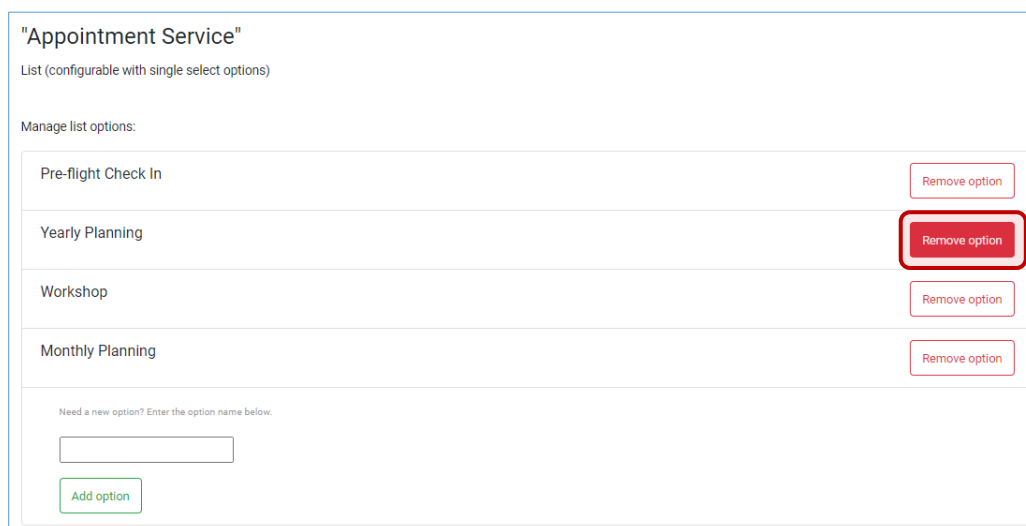 "Appointment Service"
List (configurable with single select options)
Manage list options:
Pre-flight Check In
Remove option
Yearly Planning
Remove option
Workshop
Remove option
Monthly Planning
Remove option
Need a new option? Enter the option name below.
Add option